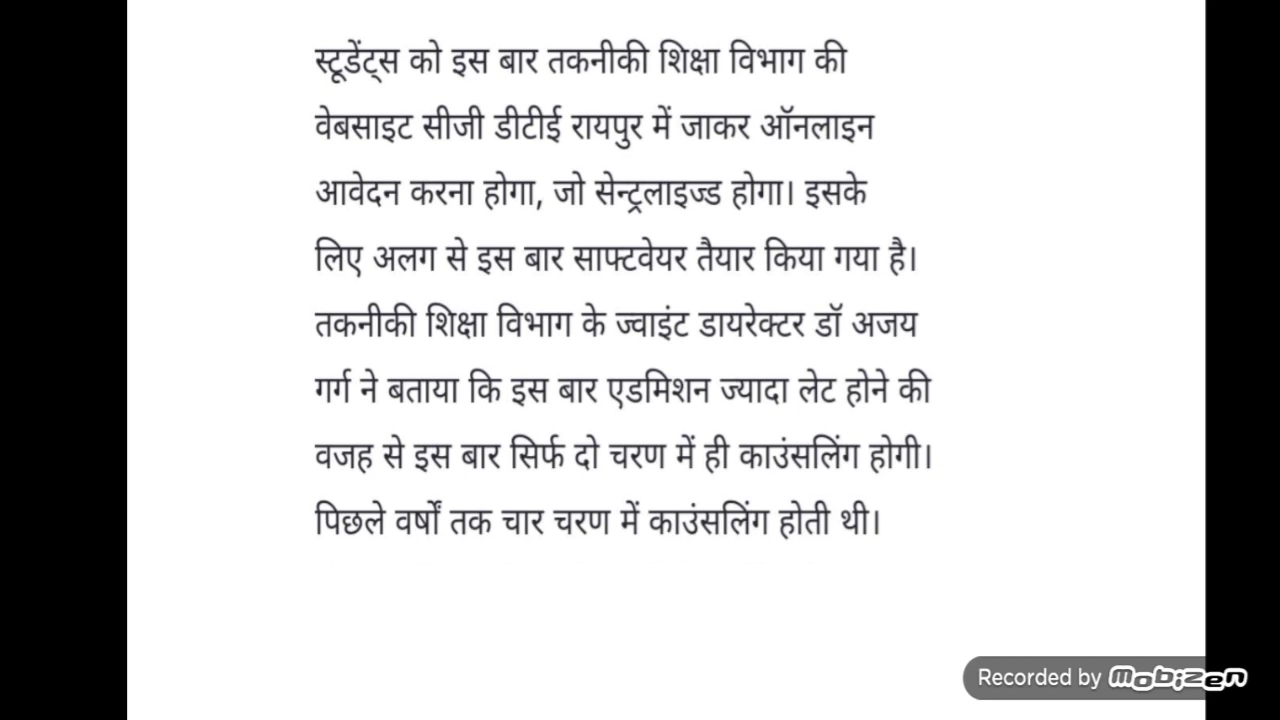 स्टूडेंट्स को इस बार तकनीकी शिक्षा विभाग की
वेबसाइट सीजी डीटीई रायपुर में जाकर ऑनलाइन
आवेदन करना होगा, जो सेन्ट्रलाइज्ड होगा। इसके
लिए अलग से इस बार साफ्टवेयर तैयार किया गया है।
तकनीकी शिक्षा विभाग के ज्वाइंट डायरेक्टर डॉ अजय
गर्ग ने बताया कि इस बार एडमिशन ज्यादा लेट होने की
वजह से इस बार सिर्फ दो चरण में ही काउंसलिंग होगी।
पिछले वर्षों तक चार चरण में काउंसलिंग होती थी।
Recorded by mobizen